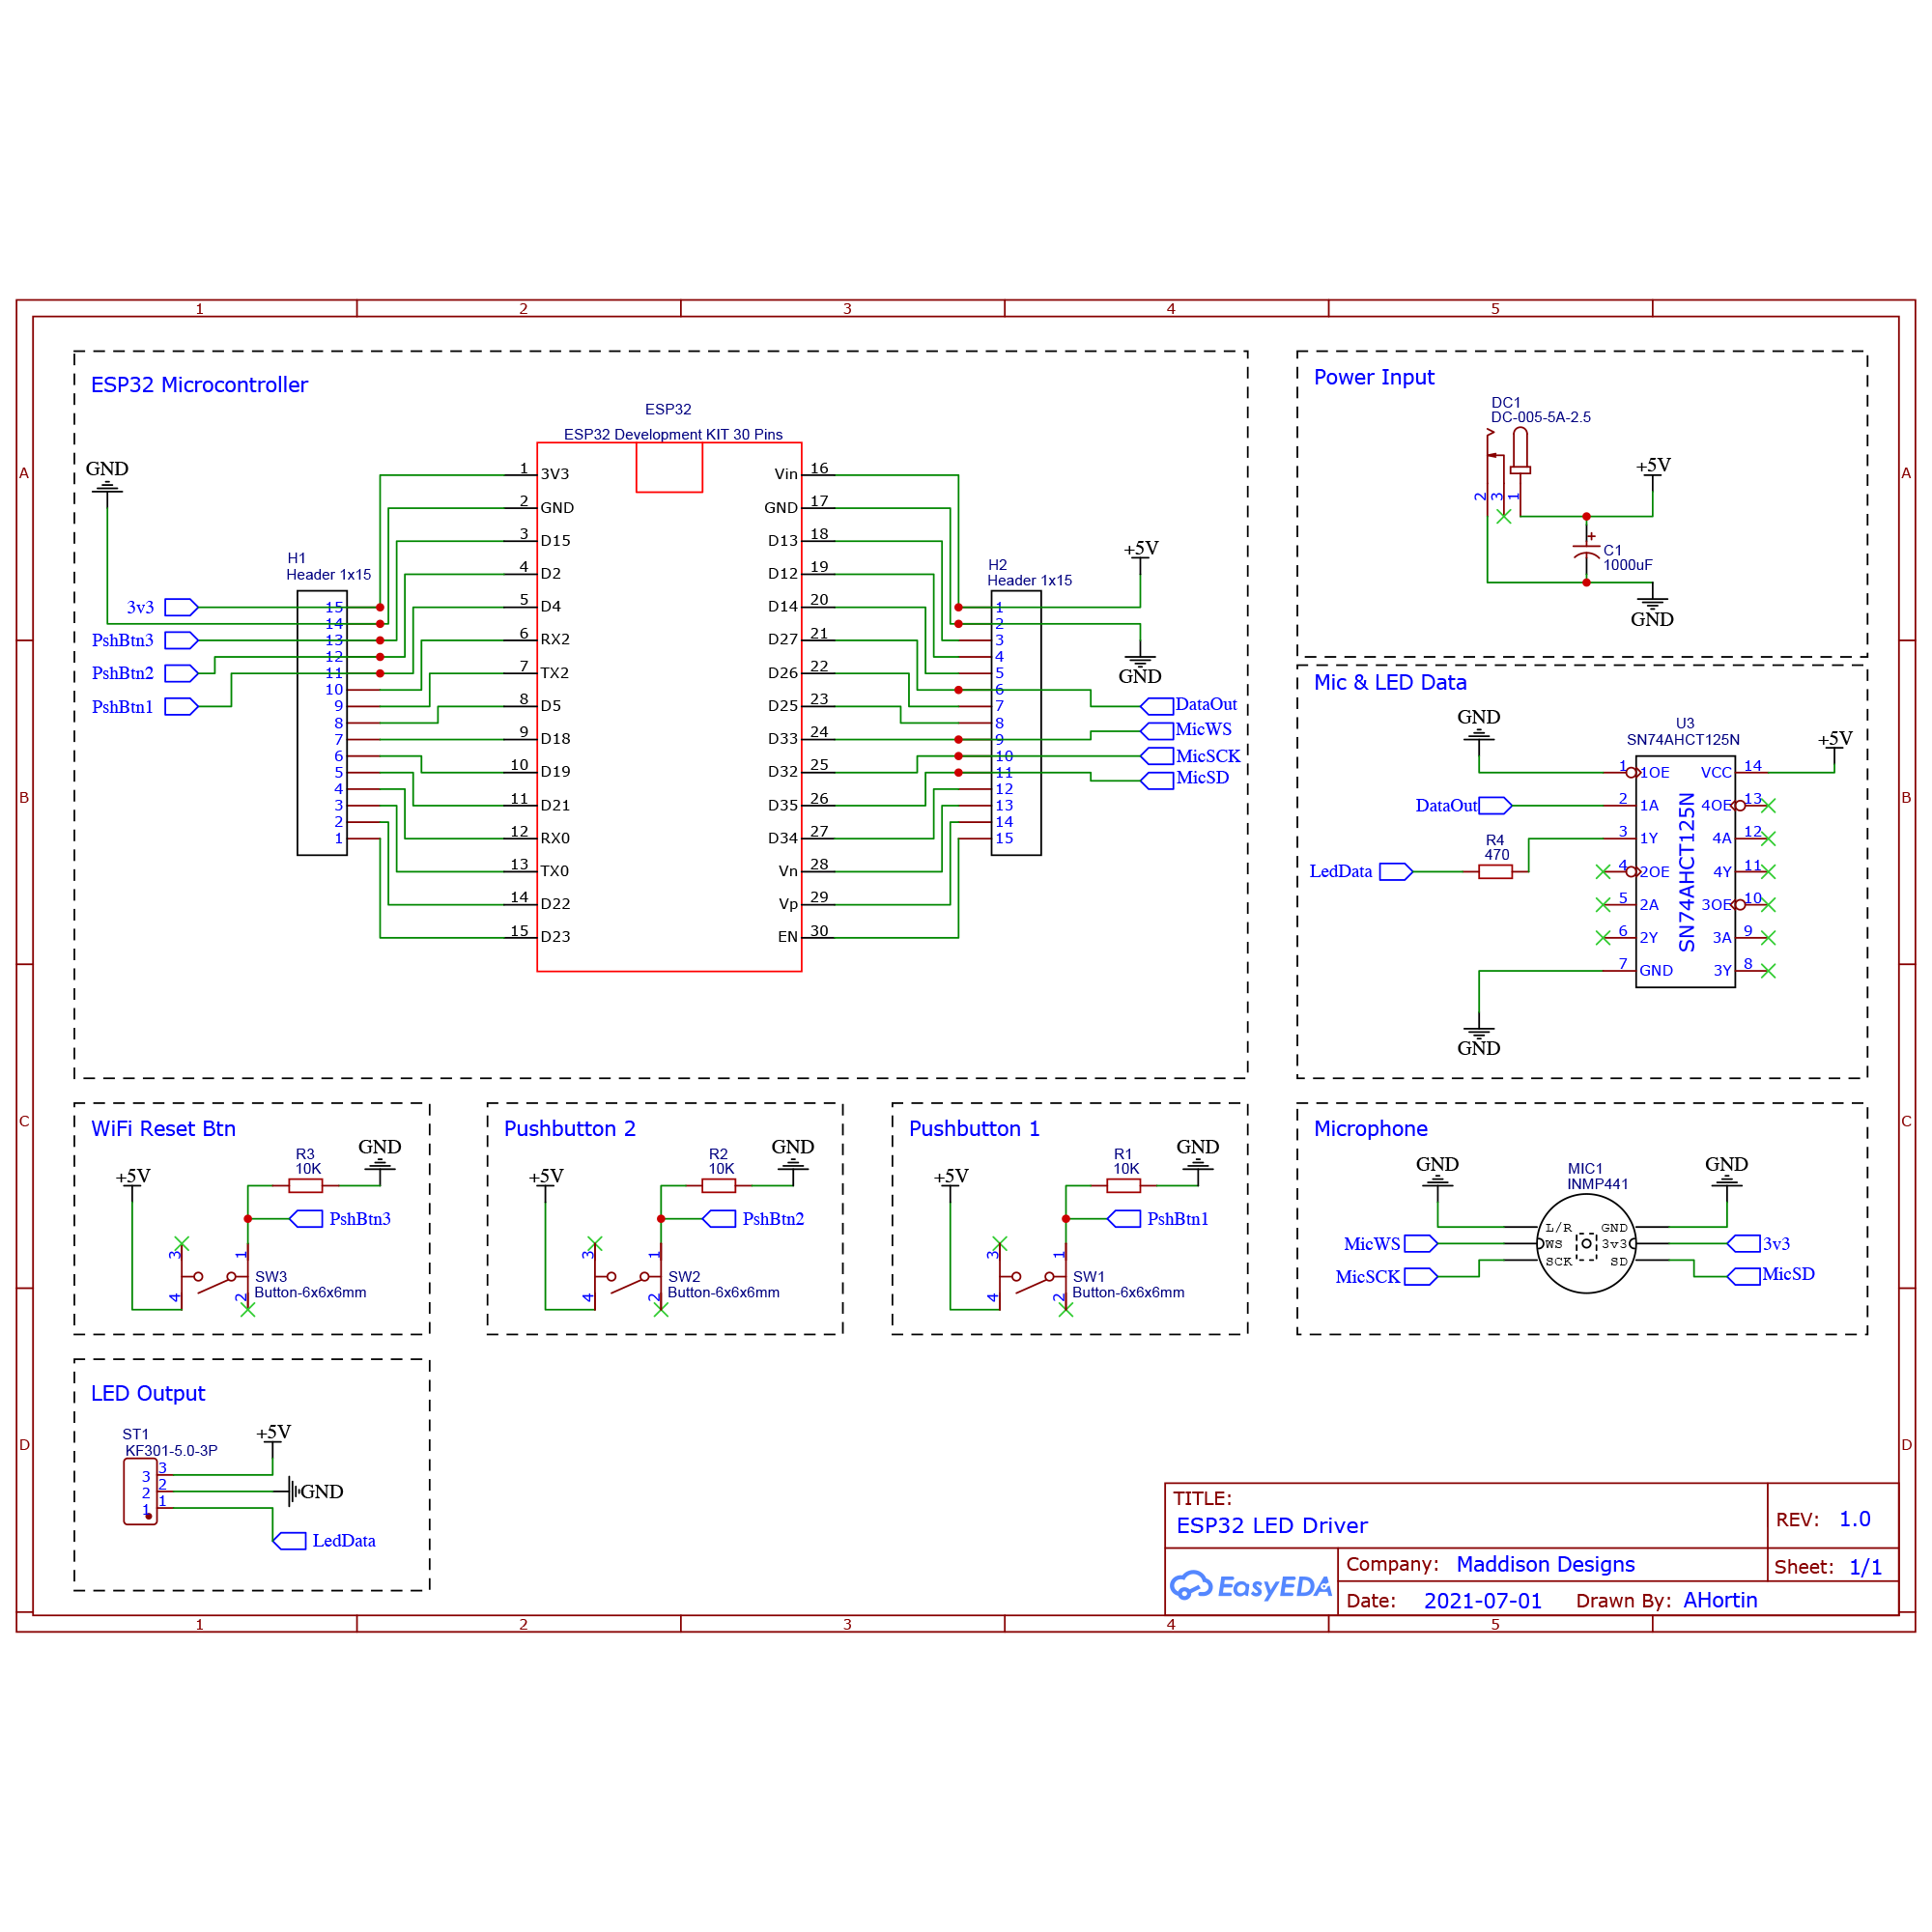 1 2 3 4 5
A
B
C
D
ESP32 Microcontroller
ESP32
ESP32 Development KIT 30 Pins
GND
3v3
PshBtn3
PshBtn2
PshBtn1
H1
Header 1x15
15
14
13
12
11
10
9
8
7
6
5
4
3
2
1
1 3V3
2 GND
3 D15
4 D2
5 D4
6 RX2
7 TX2
8 D5
9 D18
10 D19
11 D21
12 RX0
13 TX0
14 D22
15 D23
Vin 16
GND 17
D13 18
D12 19
D14 20
D27 21
D26 22
D25 23
D33 24
D32 25
D35 26
D34 27
Vn 28
Vp 29
EN 30
H2
Header 1x15
1
2
3
4
5
6
7
8
9
10
11
12
13
14
15
+5V
GND
DataOut
MicWS
MicSCK
MicSD
Power Input
DC1
DC-005-5A-2.5
2 3 1
+5V
+
C1
1000uF
GND
Mic & LED Data
GND
U3
SN74AHCT125N
+5V
DataOut
R4
470
LedData
SN74AHCT125N
1 1OE
2 1A
3 1Y
4 2OE
5 2A
6 2Y
7 GND
VCC 14
4OE 13
4A 12
4Y 11
3OE 10
3A 9
3Y 8
GND
WiFi Reset Btn
+5V
R3
10K
GND
PshBtn3
3 1
4 2
SW3
Button-6x6x6mm
Pushbutton 2
+5V
R2
10K
GND
PshBtn2
3 1
4 2
SW2
Button-6x6x6mm
Pushbutton 1
+5V
R1
10K
GND
PshBtn1
3 1
4 2
SW1
Button-6x6x6mm
Microphone
GND
MIC1
INMP441
GND
L/R GND
MicWS WS 3v3 3v3
MicSCK SCK SD MicSD
LED Output
ST1
KF301-5.0-3P
+5V
3 3
2 2
1 1
GND
LedData
TITLE:
ESP32 LED Driver
REV: 1.0
EasyEDA
Company: Maddison Designs
Sheet: 1/1
Date: 2021-07-01
Drawn By: AHortin
A
B
C
D
1 2 3 4 5